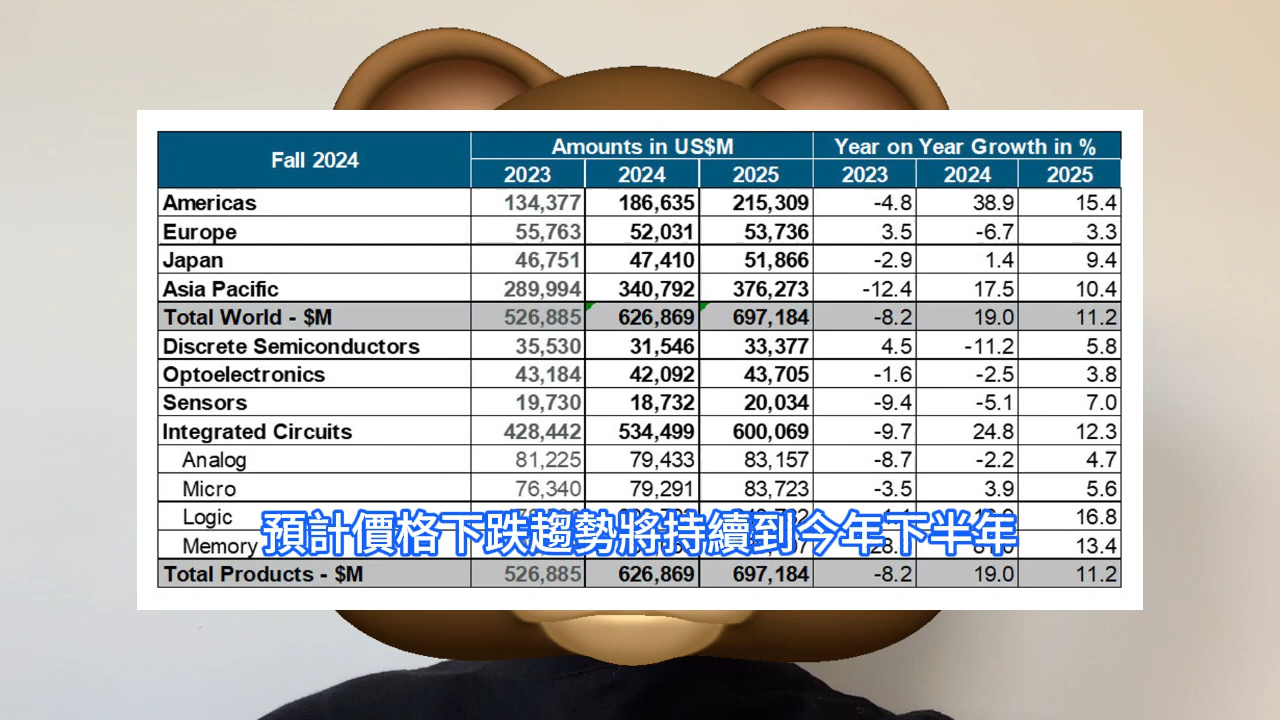 Fall 2024 Amounts in US$M Year on Year Growth in %
2023 2024 2025 2023 2024 2025
Americas 134,377 186,635 215,309 -4.8 38.9 15.4
Europe 55,763 52,031 53,736 3.5 -6.7 3.3
Japan 46,751 47,410 51,866 -2.9 1.4 9.4
Asia Pacific 289,994 340,792 376,273 -12.4 17.5 10.4
Total World - $M 526,885 626,869 697,184 -8.2 19.0 11.2
Discrete Semiconductors 35,530 31,546 33,377 4.5 -11.2 5.8
Optoelectronics 43,184 42,092 43,705 -1.6 -2.5 3.8
Sensors 19,730 18,732 20,034 -9.4 -5.1 7.0
Integrated Circuits 428,442 534,499 600,069 -9.7 24.8 12.3
Analog 81,225 79,433 83,157 -8.7 -2.2 4.7
Micro 76,340 79,291 83,723 -3.5 3.9 5.6
Logic 16.8
預計價格下跌趨勢將持續到今年下半年
Memory 13.4
Total Products - $M 526,885 626,869 697,184 -8.2 19.0 11.2